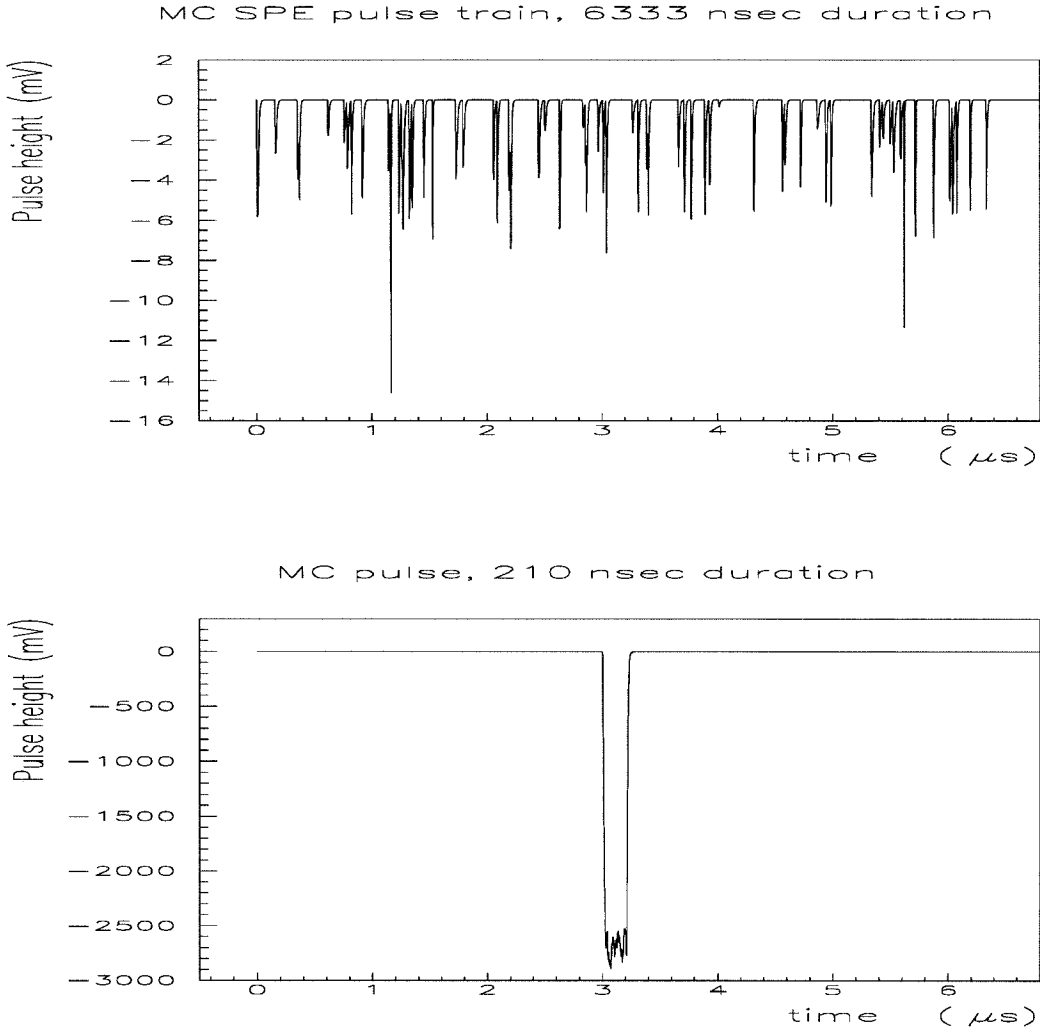 MC SPE pulse train, 6333 nsec duration
Pulse height (mV)
2
0
−2
−4
−6
−8
−10
−12
−14
−16
0 1 2 3 4 5 6
time ( μs)
MC pulse, 210 nsec duration
Pulse height (mV)
0
−500
−1000
−1500
−2000
−2500
−3000
0 1 2 3 4 5 6
time ( μs)